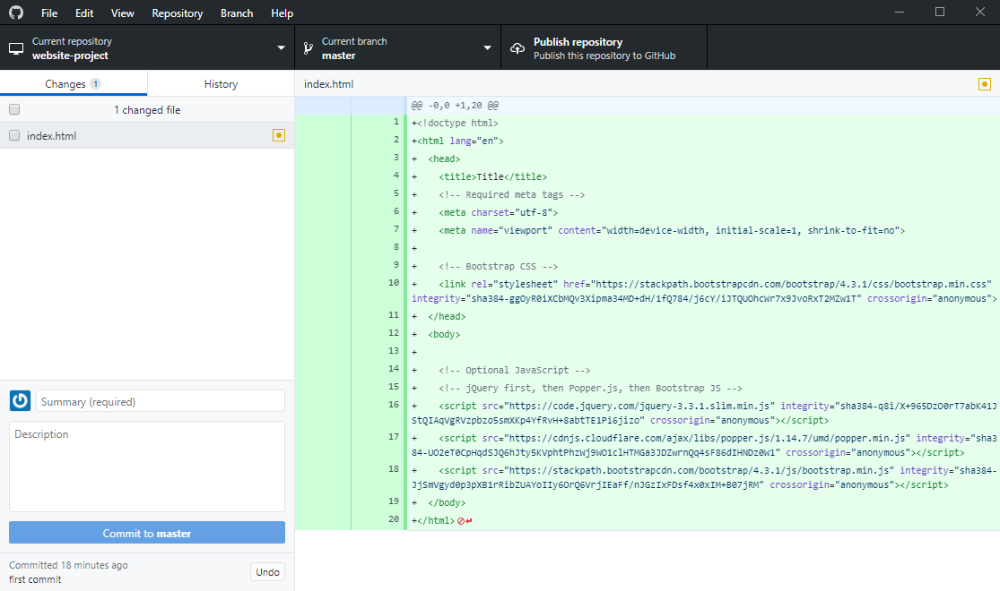 File Edit View Repository Branch Help
Current repository
website-project
Current branch
master
Publish repository
Publish this repository to GitHub
Changes 1 History
1 changed file
index.html
index.html
@@ -0,0 +1,20 @@
1 +<!doctype html>
2 +<html lang="en">
3 + <head>
4 + <title>Title</title>
5 + <!-- Required meta tags -->
6 + <meta charset="utf-8">
7 + <meta name="viewport" content="width=device-width, initial-scale=1, shrink-to-fit=no">
8 +
9 + <!-- Bootstrap CSS -->
10 + <link rel="stylesheet" href="https://stackpath.bootstrapcdn.com/bootstrap/4.3.1/css/bootstrap.min.css"
integrity="sha384-ggOyR0iXCbMQv3Xipma34MD+dH/1fQ784/j6cY/iJTQUOhcWr7x9JvoRxT2MZw1T" crossorigin="anonymous">
11 + </head>
12 + <body>
13 +
14 + <!-- Optional JavaScript -->
15 + <!-- jQuery first, then Popper.js, then Bootstrap JS -->
16 + <script src="https://code.jquery.com/jquery-3.3.1.slim.min.js" integrity="sha384-q8i/X+965DzO0rT7abK41J
StQIAqVgRVzpbzo5smXKp4YfRvH+8abtTE1Pi6jizo" crossorigin="anonymous"></script>
17 + <script src="https://cdnjs.cloudflare.com/ajax/libs/popper.js/1.14.7/umd/popper.min.js" integrity="sha3
84-UO2eT0CpHqdSJQ6hJty5KVphtPhzWj9WO1clHTMGa3JDZwrnQq4sF86dIHNDz0W1" crossorigin="anonymous"></script>
18 + <script src="https://stackpath.bootstrapcdn.com/bootstrap/4.3.1/js/bootstrap.min.js" integrity="sha384-
JjSmVgyd0p3pXB1rRibZUAYoIIy6OrQ6VrjIEaFf/nJGzIxFDsf4x0xIM+B07jRM" crossorigin="anonymous"></script>
19 + </body>
20 +</html>
Summary (required)
Description
Commit to master
Committed 18 minutes ago
first commit
Undo